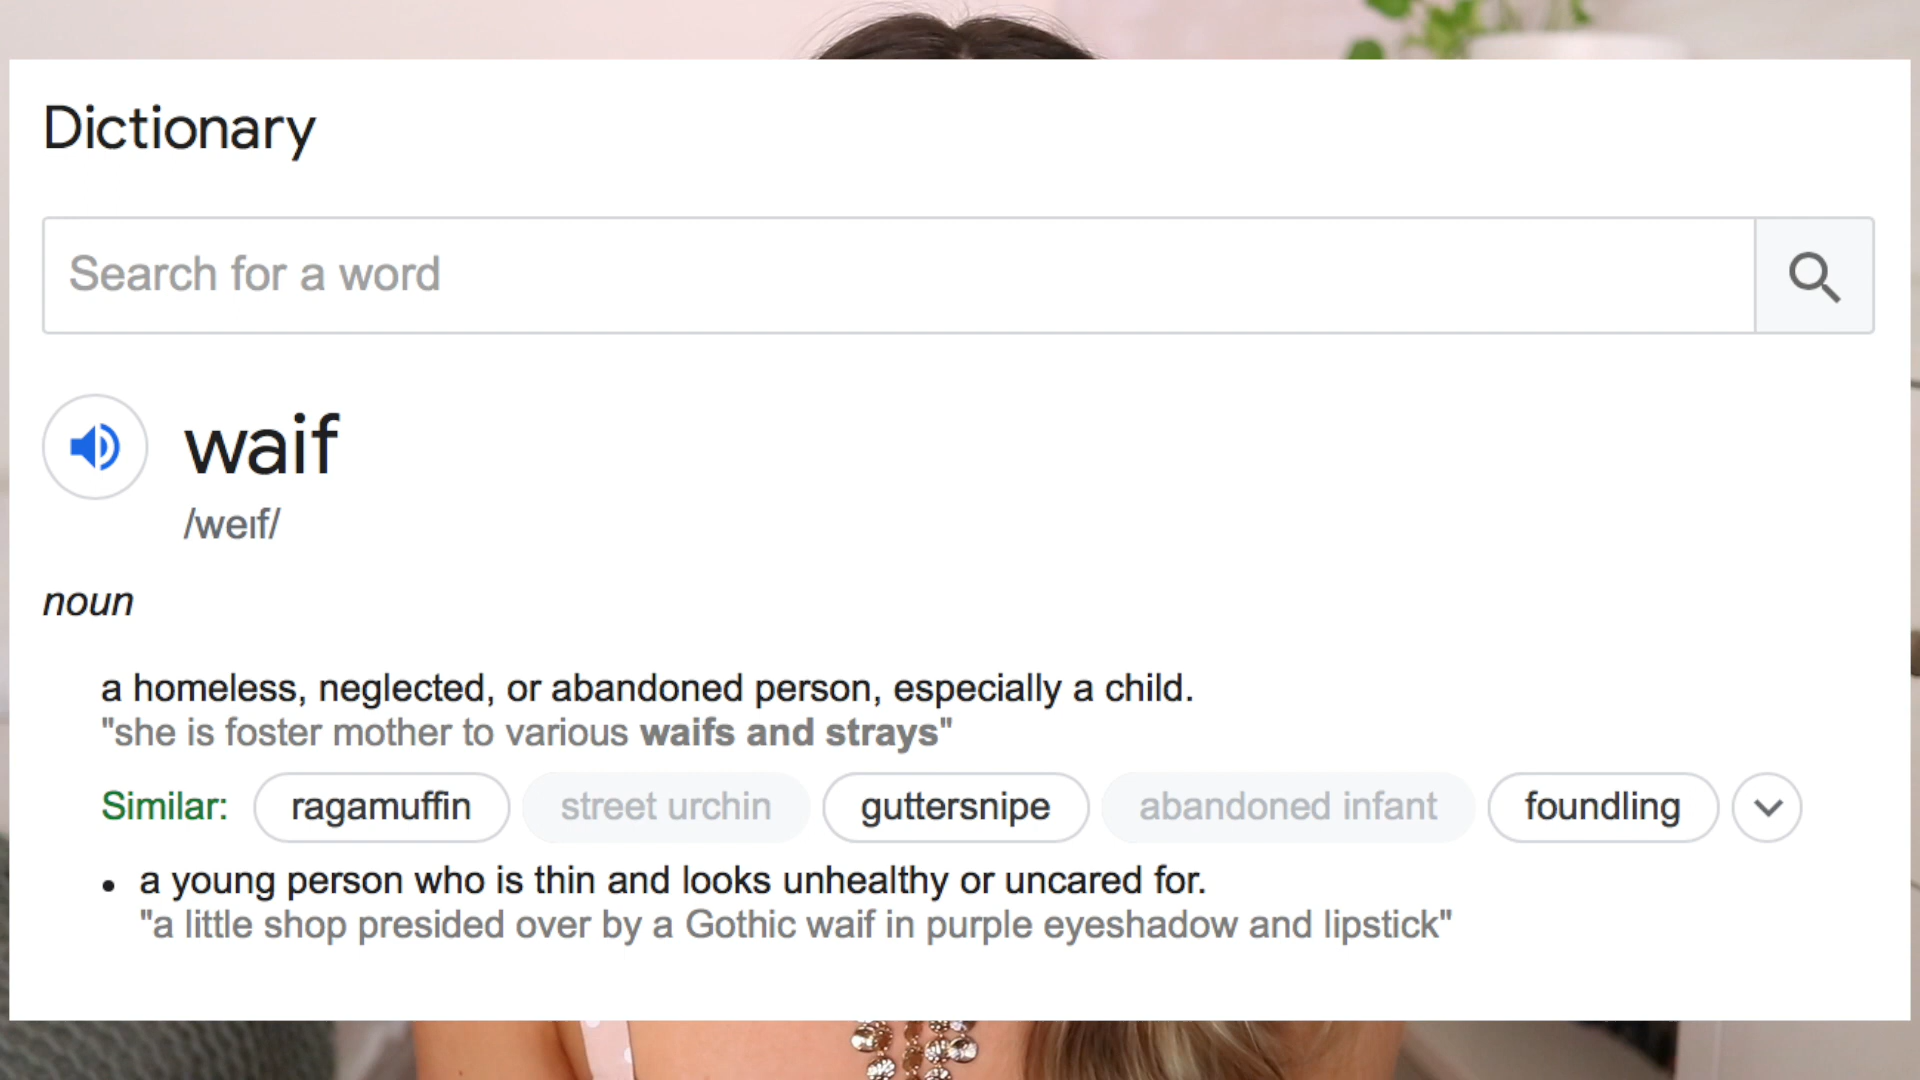 Dictionary
Search for a word
waif
/weɪf/
noun
a homeless, neglected, or abandoned person, especially a child.
"she is foster mother to various waifs and strays"
Similar: ragamuffin street urchin guttersnipe abandoned infant foundling
• a young person who is thin and looks unhealthy or uncared for.
"a little shop presided over by a Gothic waif in purple eyeshadow and lipstick"